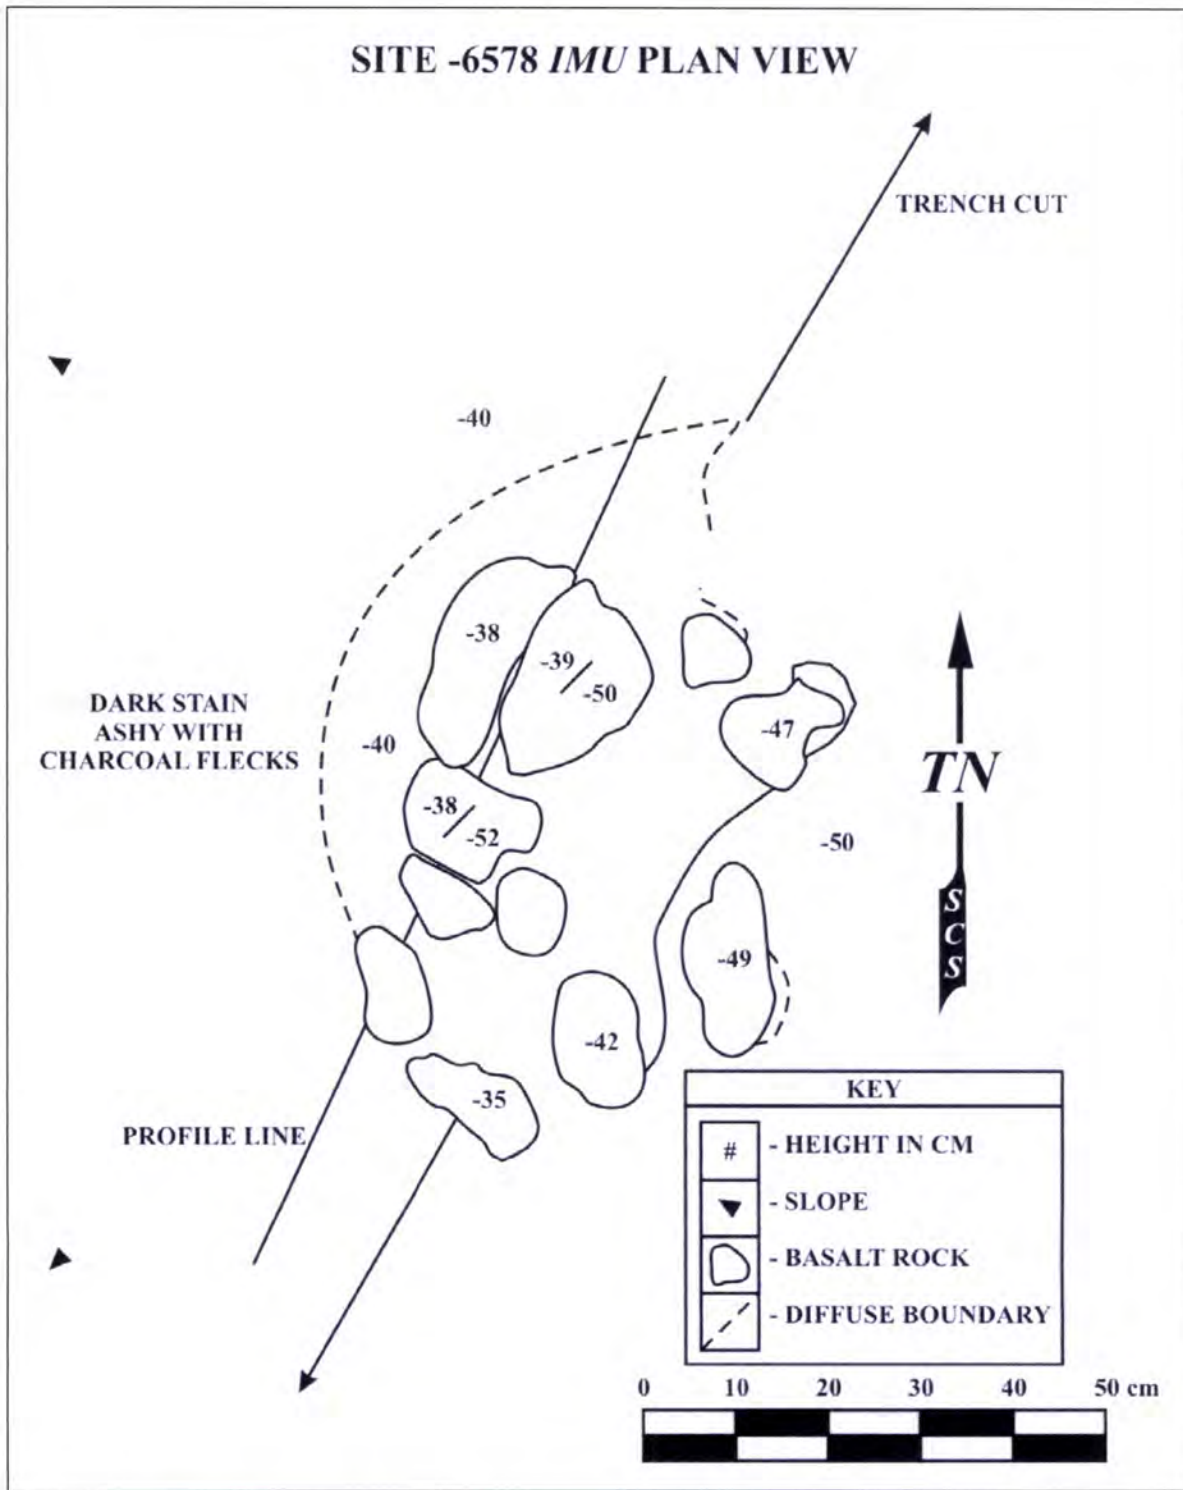 SITE -6578 IMU PLAN VIEW
TRENCH CUT
-40
-38
-39
-50
DARK STAIN
ASHY WITH
CHARCOAL FLECKS
-40
-47
TN
-38
-52
-50
SCS
-49
-42
-35
PROFILE LINE
KEY
# - HEIGHT IN CM
- SLOPE
- BASALT ROCK
- DIFFUSE BOUNDARY
0 10 20 30 40 50 cm